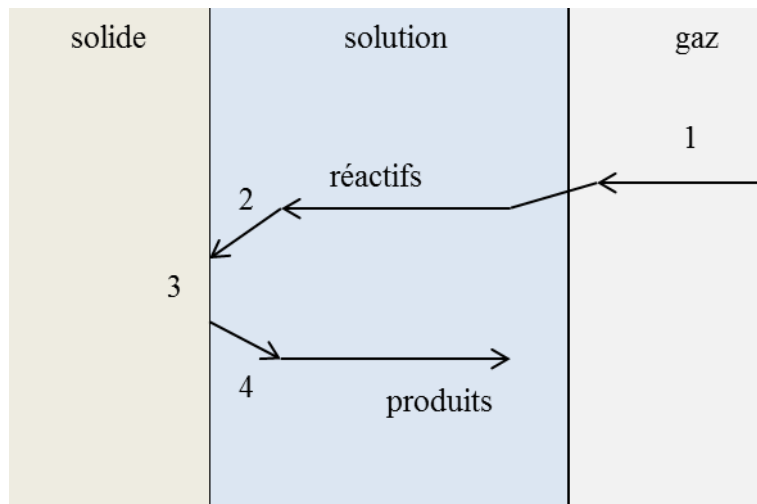 solide
solution
gaz
1
réactifs
2
3
4
produits